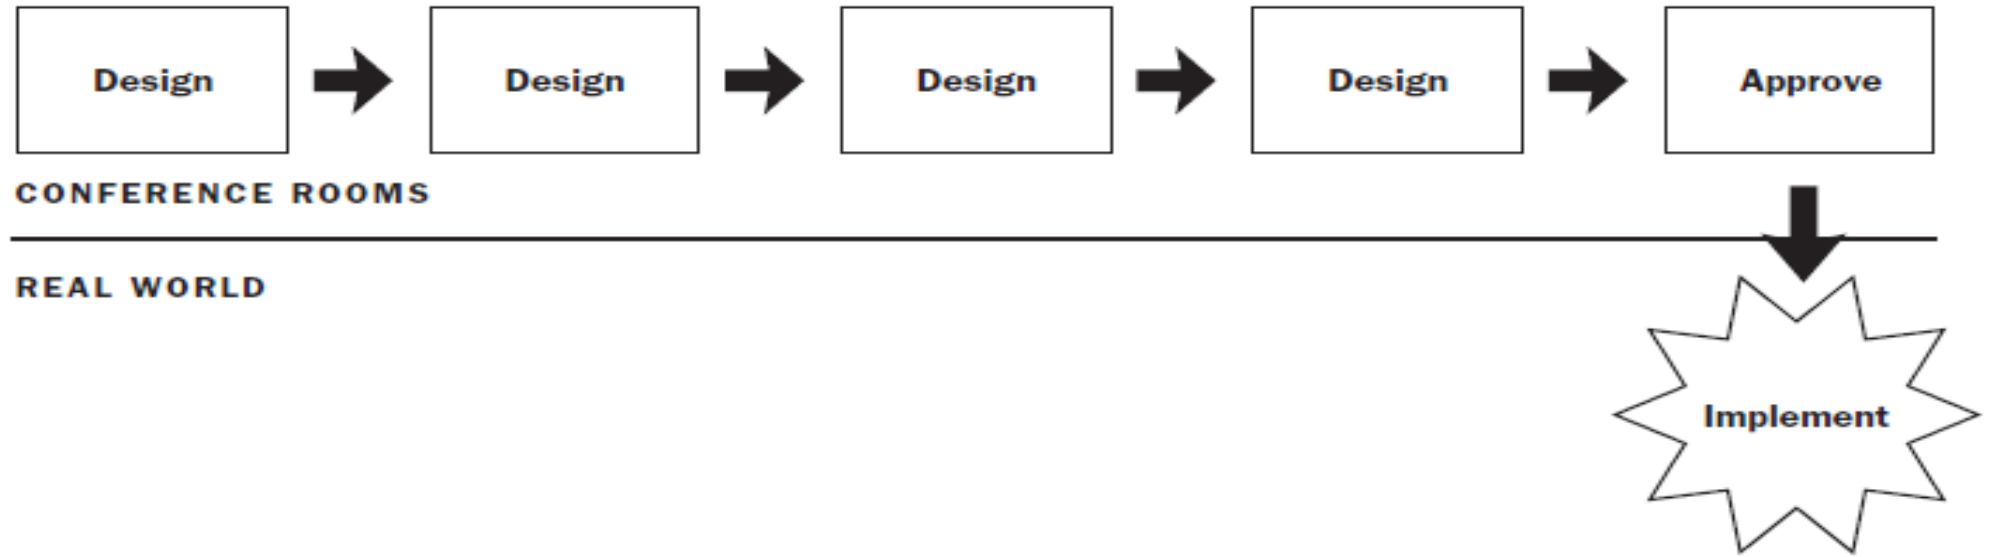 Design
Design
Design
Design
Approve
CONFERENCE ROOMS
REAL WORLD
Implement